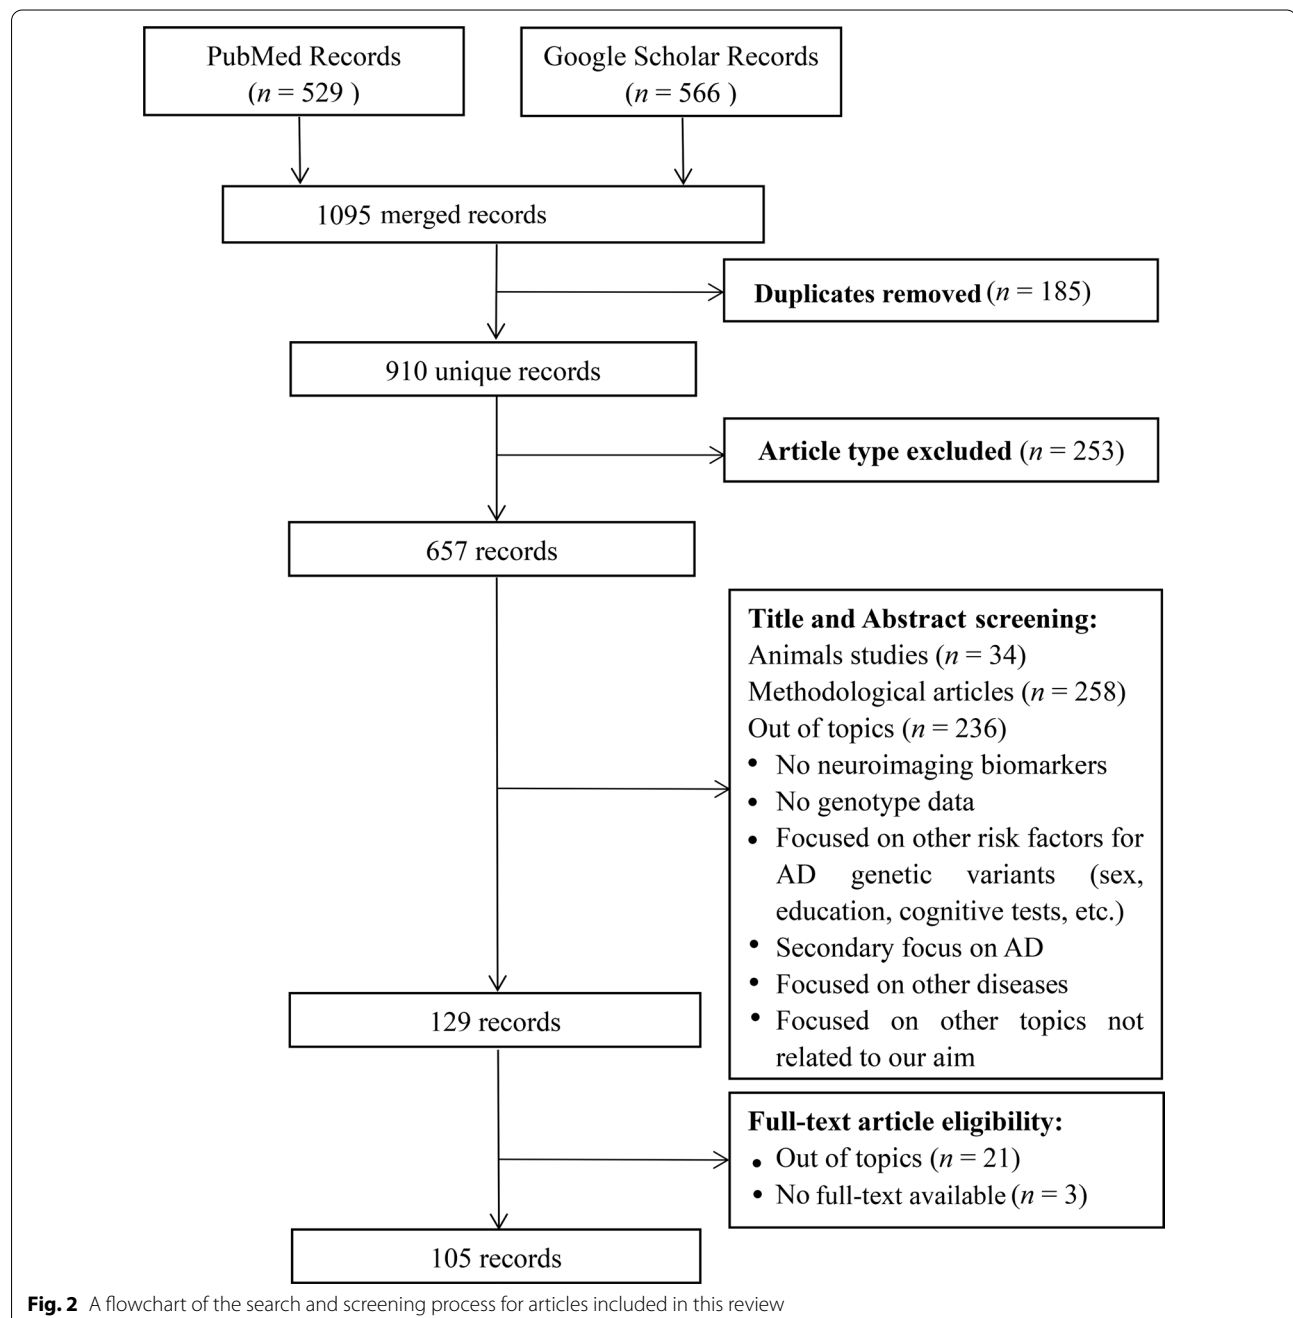 PubMed Records
(n = 529 )
Google Scholar Records
(n = 566 )
1095 merged records
Duplicates removed (n = 185)
910 unique records
Article type excluded (n = 253)
657 records
Title and Abstract screening:
Animals studies (n = 34)
Methodological articles (n = 258)
Out of topics (n = 236)
• No neuroimaging biomarkers
• No genotype data
• Focused on other risk factors for
AD genetic variants (sex,
education, cognitive tests, etc.)
• Secondary focus on AD
• Focused on other diseases
• Focused on other topics not
related to our aim
129 records
Full-text article eligibility:
• Out of topics (n = 21)
• No full-text available (n = 3)
105 records
Fig. 2 A flowchart of the search and screening process for articles included in this review